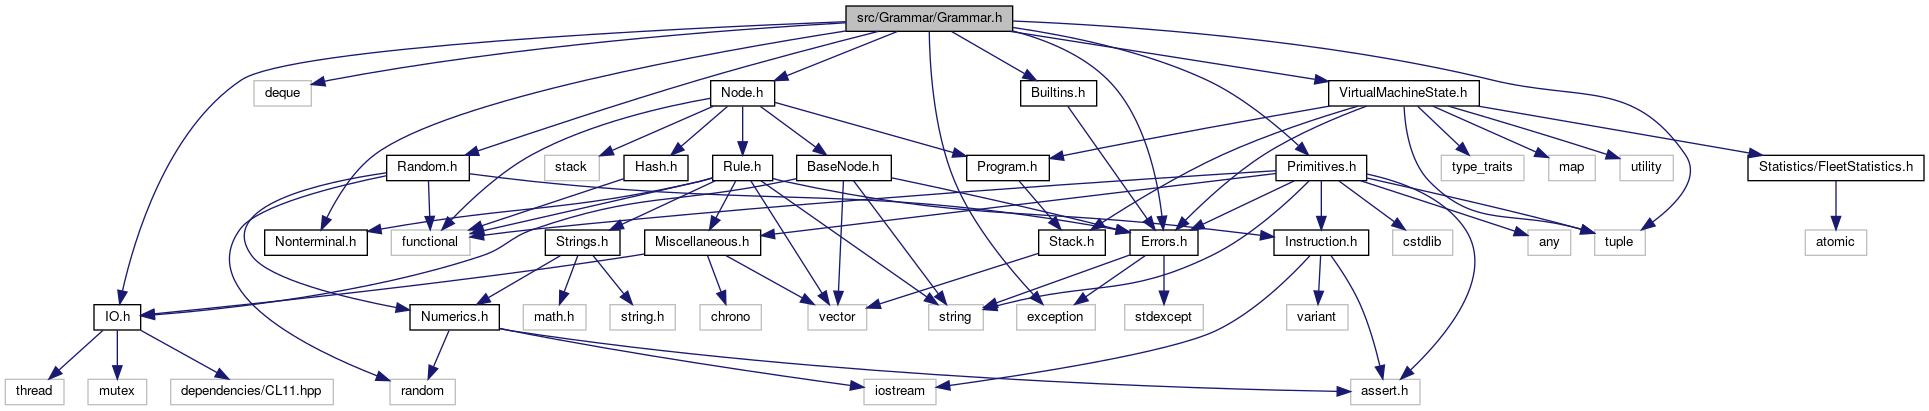 src/Grammar/Grammar.h
deque
Node.h
Builtins.h
VirtualMachineState.h
Random.h
stack
Hash.h
Rule.h
BaseNode.h
Program.h
Primitives.h
type_traits
map
utility
Statistics/FleetStatistics.h
Nonterminal.h
functional
Strings.h
Miscellaneous.h
Stack.h
Errors.h
Instruction.h
cstdlib
any
tuple
atomic
IO.h
Numerics.h
math.h
string.h
chrono
vector
string
exception
stdexcept
variant
thread
mutex
dependencies/CL11.hpp
random
iostream
assert.h